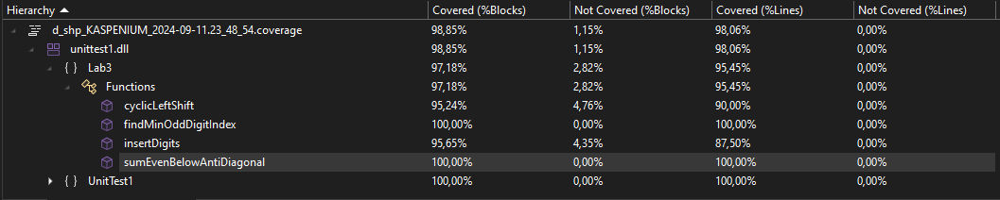 Hierarchy Covered (%Blocks) Not Covered (%Blocks) Covered (%Lines) Not Covered (%Lines)
d_shp_KASPENIUM_2024-09-11.23_48_54.coverage 98,85% 1,15% 98,06% 0,00%
unittest1.dll 98,85% 1,15% 98,06% 0,00%
{ } Lab3 97,18% 2,82% 95,45% 0,00%
Functions 97,18% 2,82% 95,45% 0,00%
cyclicLeftShift 95,24% 4,76% 90,00% 0,00%
findMinOddDigitIndex 100,00% 0,00% 100,00% 0,00%
insertDigits 95,65% 4,35% 87,50% 0,00%
sumEvenBelowAntiDiagonal 100,00% 0,00% 100,00% 0,00%
{ } UnitTest1 100,00% 0,00% 100,00% 0,00%